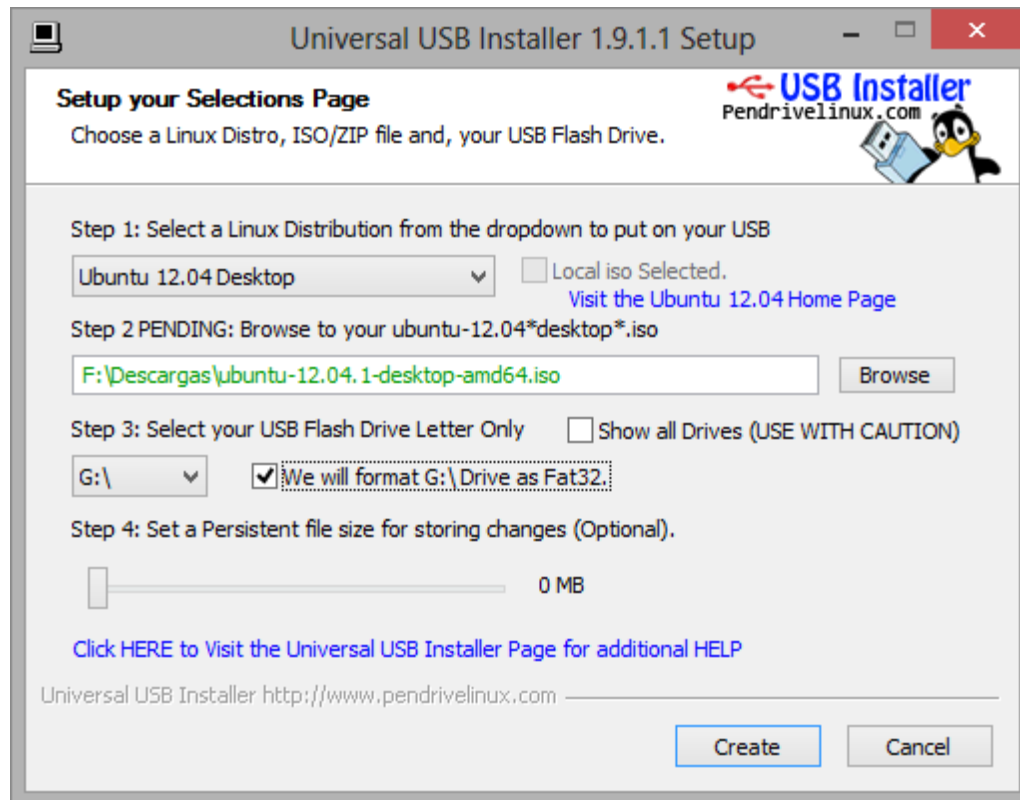 Universal USB Installer 1.9.1.1 Setup
Setup your Selections Page
Choose a Linux Distro, ISO/ZIP file and, your USB Flash Drive.
USB Installer
Pendrivelinux.com
Step 1: Select a Linux Distribution from the dropdown to put on your USB
Ubuntu 12.04 Desktop
Local iso Selected.
Visit the Ubuntu 12.04 Home Page
Step 2 PENDING: Browse to your ubuntu-12.04*desktop*.iso
F:\Descargas\ubuntu-12.04.1-desktop-amd64.iso
Browse
Step 3: Select your USB Flash Drive Letter Only
Show all Drives (USE WITH CAUTION)
G:\
We will format G:\ Drive as Fat32.
Step 4: Set a Persistent file size for storing changes (Optional).
0 MB
Click HERE to Visit the Universal USB Installer Page for additional HELP
Universal USB Installer http://www.pendrivelinux.com
Create
Cancel